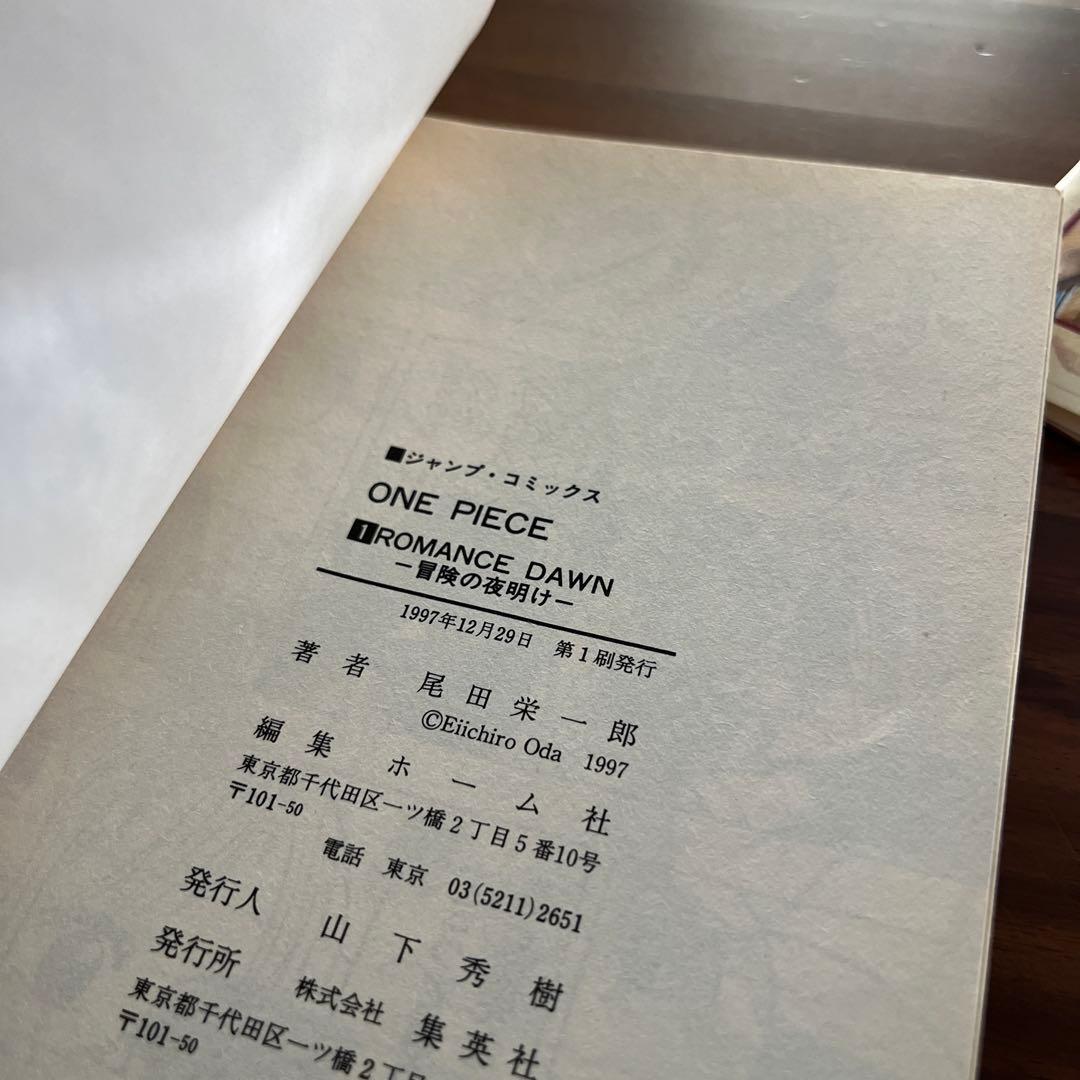 ■ジャンプ・コミックス
ONE PIECE
1 ROMANCE DAWN
ー冒険の夜明けー
1997年12月29日 第1刷発行
著者 尾田栄一郎
©Eiichiro Oda 1997
編集 ホーム社
東京都千代田区一ツ橋2丁目5番10号
〒101-50
電話 東京 03(5211)2651
発行人 山下秀樹
発行所 株式会社 集英社
東京都千代田区一ツ橋2丁目
〒101-50